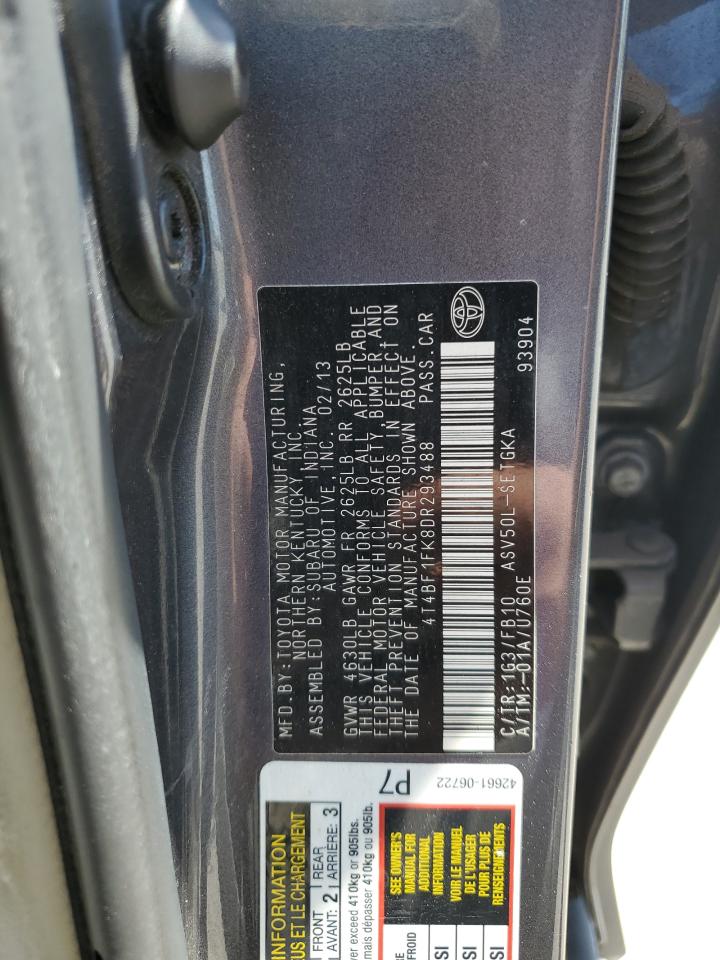 MFD. BY: TOYOTA MOTOR MANUFACTURING,
NORTHERN KENTUCKY, INC.
ASSEMBLED BY: SUBARU OF INDIANA
AUTOMOTIVE, INC. 02/13
GVWR 4630LB GAWR FR 2625LB RR 2625LB
THIS VEHICLE CONFORMS TO ALL APPLICABLE
FEDERAL MOTOR VEHICLE SAFETY, BUMPER, AND
THEFT PREVENTION STANDARDS IN EFFECT ON
THE DATE OF MANUFACTURE SHOWN ABOVE.
4T4BF1FK8DR293488 PASS. CAR
C/TR: 1G3/FB10 ASV50L-SETGKA
A/TM: -01A/U760E 93904
INFORMATION
US ET LE CHARGEMENT
FRONT 2 REAR 3
AVANT: ARRIÈRE:
ver exceed 410kg or 905lbs.
mais dépasser 410kg ou 905lb.
P7
42661-06722
SEE OWNER'S
MANUAL FOR
ADDITIONAL
INFORMATION
VOIR LE MANUEL
DE L'USAGER
POUR PLUS DE
RENSEIGNEMENTS
FROID
SI
SI
SI